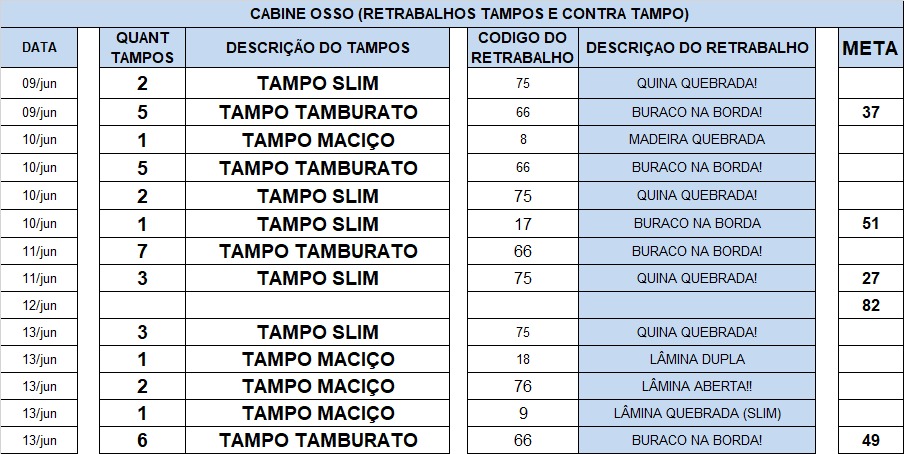 CABINE OSSO (RETRABALHOS TAMPOS E CONTRA TAMPO)
DATA QUANT TAMPOS DESCRIÇÃO DO TAMPOS CODIGO DO RETRABALHO DESCRIÇAO DO RETRABALHO META
09/jun 2 TAMPO SLIM 75 QUINA QUEBRADA!
09/jun 5 TAMPO TAMBURATO 66 BURACO NA BORDA! 37
10/jun 1 TAMPO MACIÇO 8 MADEIRA QUEBRADA
10/jun 5 TAMPO TAMBURATO 66 BURACO NA BORDA!
10/jun 2 TAMPO SLIM 75 QUINA QUEBRADA!
10/jun 1 TAMPO SLIM 17 BURACO NA BORDA 51
11/jun 7 TAMPO TAMBURATO 66 BURACO NA BORDA!
11/jun 3 TAMPO SLIM 75 QUINA QUEBRADA! 27
12/jun 82
13/jun 3 TAMPO SLIM 75 QUINA QUEBRADA!
13/jun 1 TAMPO MACIÇO 18 LÂMINA DUPLA
13/jun 2 TAMPO MACIÇO 76 LÂMINA ABERTA!!
13/jun 1 TAMPO MACIÇO 9 LÂMINA QUEBRADA (SLIM)
13/jun 6 TAMPO TAMBURATO 66 BURACO NA BORDA! 49